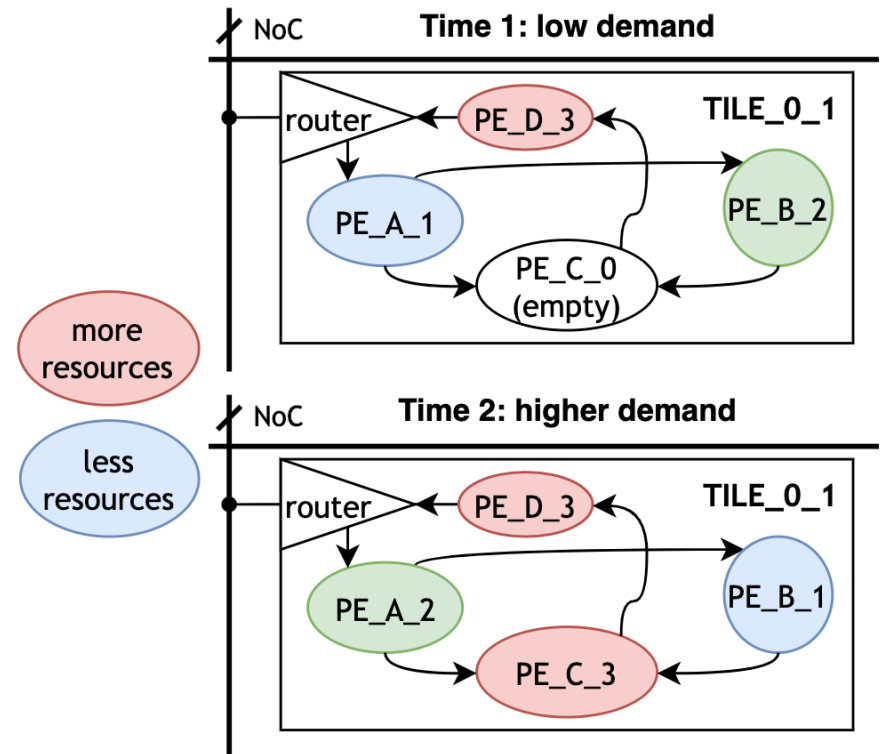 NoC
Time 1: low demand
router
PE_D_3
TILE_0_1
PE_A_1
PE_B_2
PE_C_0
(empty)
more
resources
less
resources
NoC
Time 2: higher demand
router
PE_D_3
TILE_0_1
PE_A_2
PE_B_1
PE_C_3